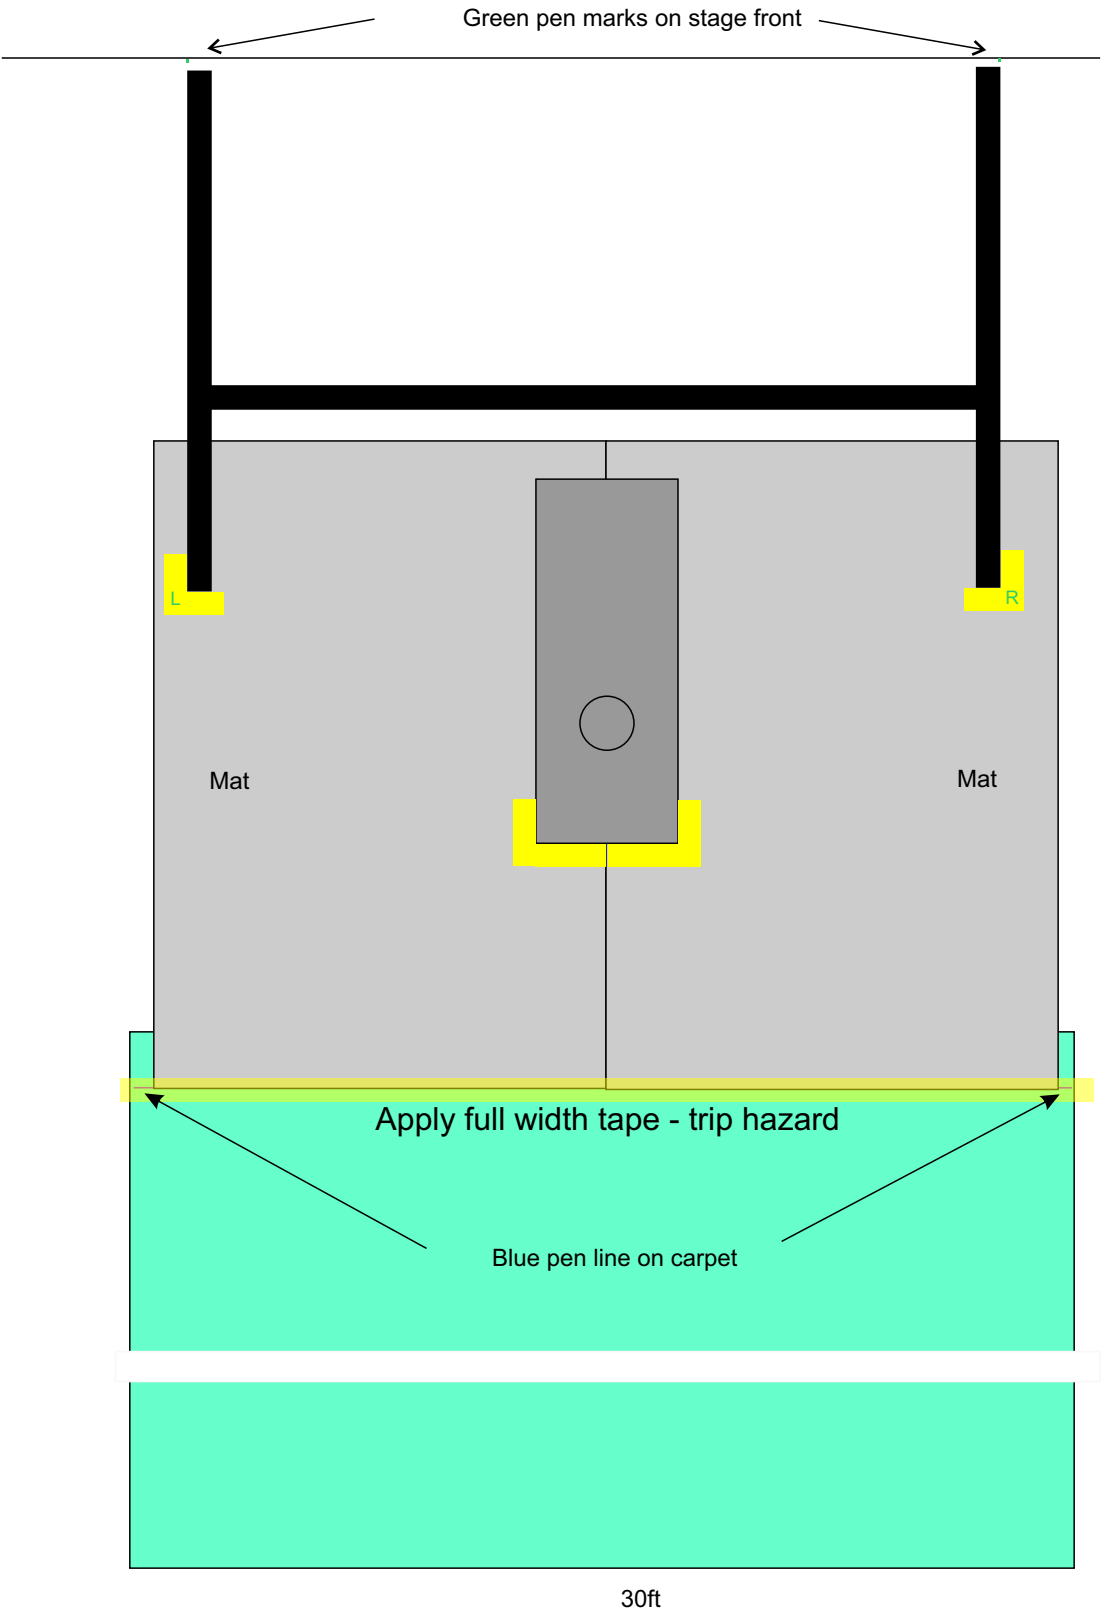 Green pen marks on stage front
L
R
Mat
Mat
Apply full width tape - trip hazard
Blue pen line on carpet
30ft